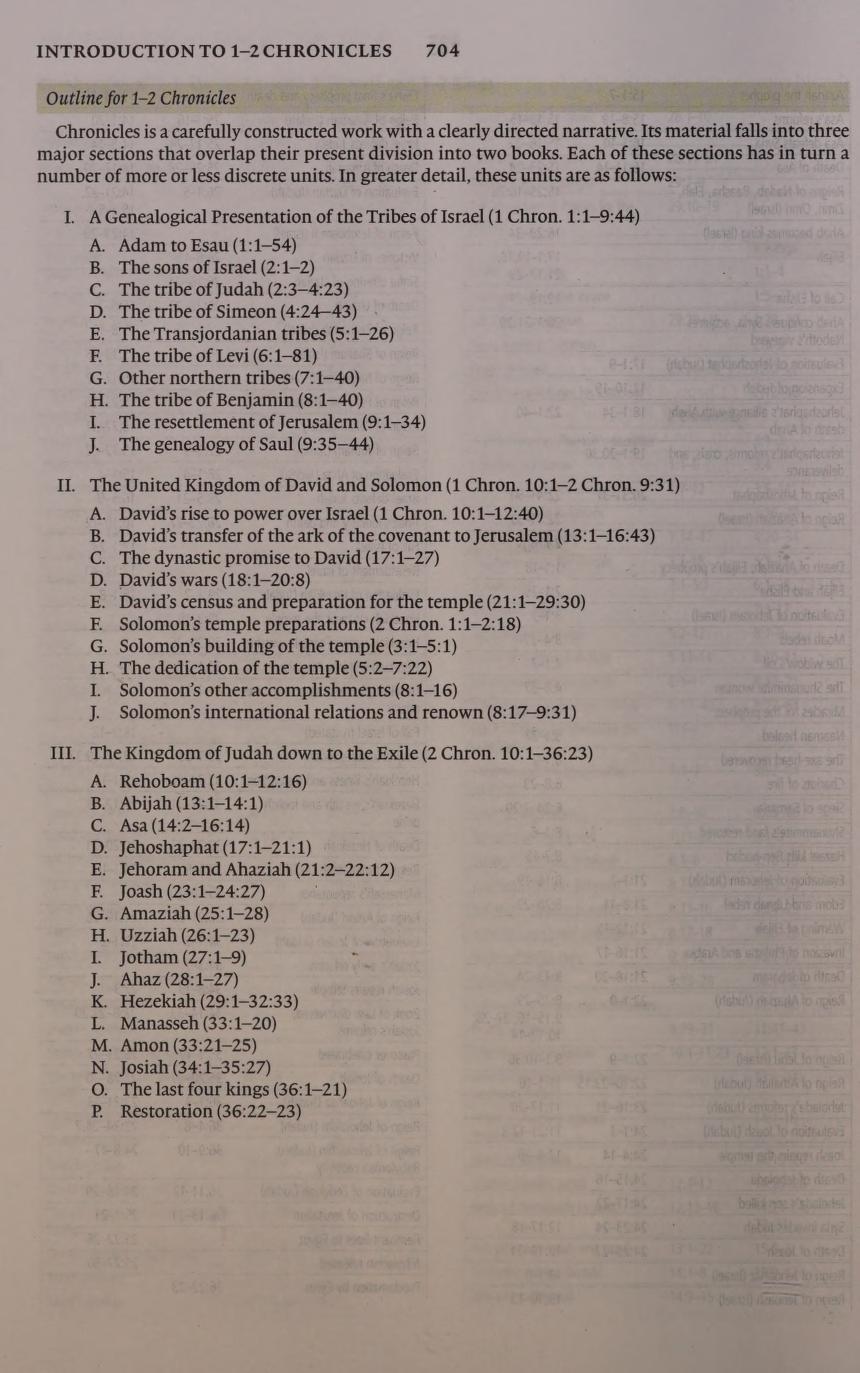 INTRODUCTION TO 1–2 CHRONICLES 704
Outline for 1–2 Chronicles
Chronicles is a carefully constructed work with a clearly directed narrative. Its material falls into three
major sections that overlap their present division into two books. Each of these sections has in turn a
number of more or less discrete units. In greater detail, these units are as follows:
I. A Genealogical Presentation of the Tribes of Israel (1 Chron. 1:1–9:44)
A. Adam to Esau (1:1–54)
B. The sons of Israel (2:1–2)
C. The tribe of Judah (2:3–4:23)
D. The tribe of Simeon (4:24–43)
E. The Transjordanian tribes (5:1–26)
F. The tribe of Levi (6:1–81)
G. Other northern tribes (7:1–40)
H. The tribe of Benjamin (8:1–40)
I. The resettlement of Jerusalem (9:1–34)
J. The genealogy of Saul (9:35–44)
II. The United Kingdom of David and Solomon (1 Chron. 10:1–2 Chron. 9:31)
A. David's rise to power over Israel (1 Chron. 10:1–12:40)
B. David's transfer of the ark of the covenant to Jerusalem (13:1–16:43)
C. The dynastic promise to David (17:1–27)
D. David's wars (18:1–20:8)
E. David's census and preparation for the temple (21:1–29:30)
F. Solomon's temple preparations (2 Chron. 1:1–2:18)
G. Solomon's building of the temple (3:1–5:1)
H. The dedication of the temple (5:2–7:22)
I. Solomon's other accomplishments (8:1–16)
J. Solomon's international relations and renown (8:17–9:31)
III. The Kingdom of Judah down to the Exile (2 Chron. 10:1–36:23)
A. Rehoboam (10:1–12:16)
B. Abijah (13:1–14:1)
C. Asa (14:2–16:14)
D. Jehoshaphat (17:1–21:1)
E. Jehoram and Ahaziah (21:2–22:12)
F. Joash (23:1–24:27)
G. Amaziah (25:1–28)
H. Uzziah (26:1–23)
I. Jotham (27:1–9)
J. Ahaz (28:1–27)
K. Hezekiah (29:1–32:33)
L. Manasseh (33:1–20)
M. Amon (33:21–25)
N. Josiah (34:1–35:27)
O. The last four kings (36:1–21)
P. Restoration (36:22–23)